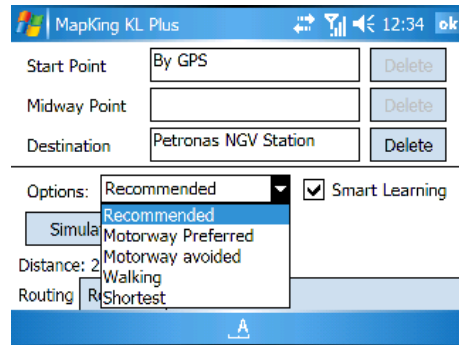 MapKing KL Plus 12:34 ok
Start Point By GPS Delete
Midway Point Delete
Destination Petronas NGV Station Delete
Options: Recommended Smart Learning
Recommended
Motorway Preferred
Motorway avoided
Walking
Shortest
Distance: 2
Routing
A